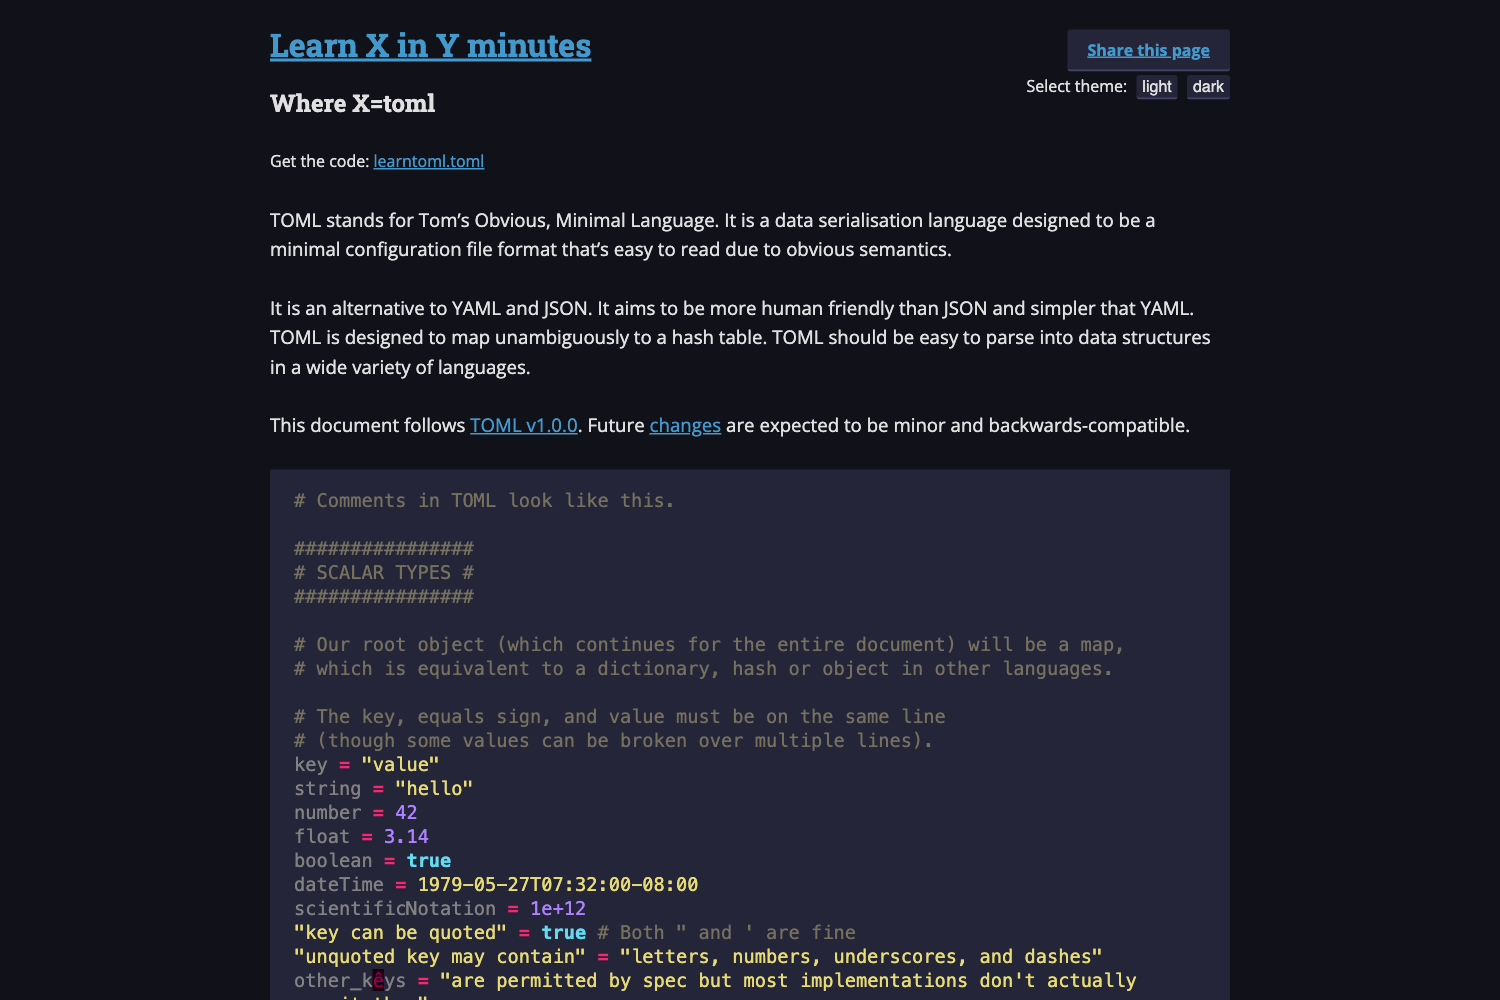 Learn X in Y minutes
Share this page
Select theme: light dark
Where X=toml
Get the code: learntoml.toml
TOML stands for Tom’s Obvious, Minimal Language. It is a data serialisation language designed to be a
minimal configuration file format that’s easy to read due to obvious semantics.
It is an alternative to YAML and JSON. It aims to be more human friendly than JSON and simpler that YAML.
TOML is designed to map unambiguously to a hash table. TOML should be easy to parse into data structures
in a wide variety of languages.
This document follows TOML v1.0.0. Future changes are expected to be minor and backwards-compatible.
# Comments in TOML look like this.
################
# SCALAR TYPES #
################
# Our root object (which continues for the entire document) will be a map,
# which is equivalent to a dictionary, hash or object in other languages.
# The key, equals sign, and value must be on the same line
# (though some values can be broken over multiple lines).
key = "value"
string = "hello"
number = 42
float = 3.14
boolean = true
dateTime = 1979-05-27T07:32:00-08:00
scientificNotation = 1e+12
"key can be quoted" = true # Both " and ' are fine
"unquoted key may contain" = "letters, numbers, underscores, and dashes"
other_kêys = "are permitted by spec but most implementations don't actually